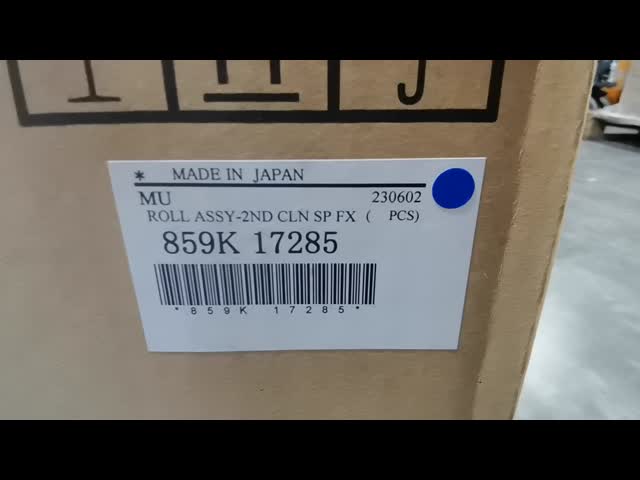 * MADE IN JAPAN
MU 230602
ROLL ASSY-2ND CLN SP FX ( PCS)
859K 17285
*859K 17285*